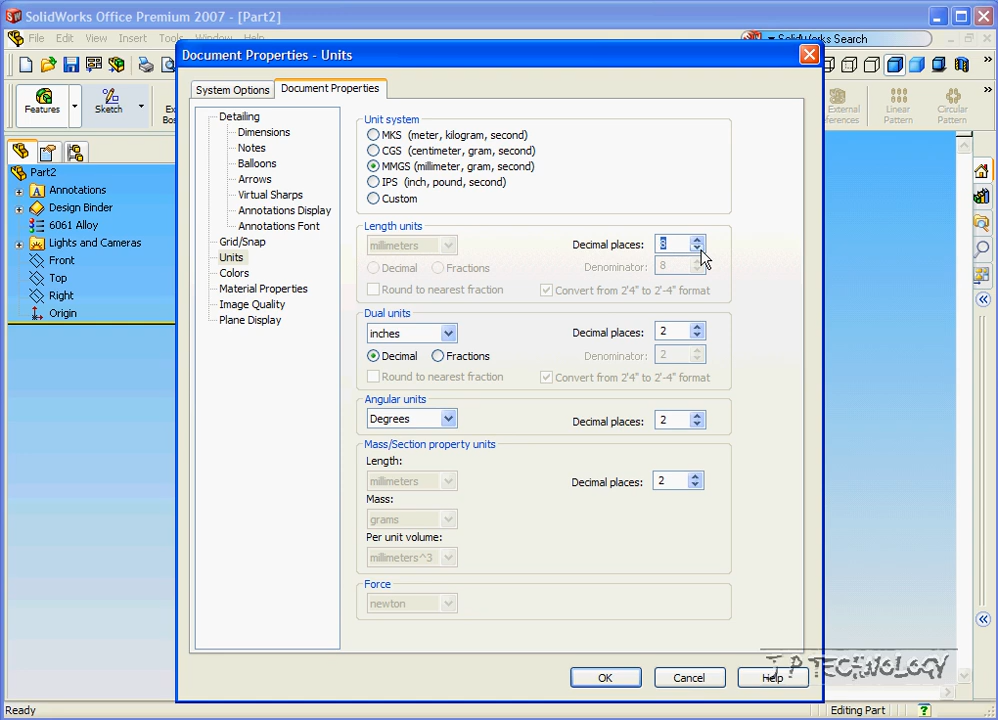 SolidWorks Office Premium 2007 - [Part2]
File Edit View Insert Tools Window Help
SolidWorks Search
Document Properties - Units
System Options Document Properties
Features
Sketch
External
References
Linear
Pattern
Circular
Pattern
Part2
Annotations
Design Binder
6061 Alloy
Lights and Cameras
Front
Top
Right
Origin
Detailing
Dimensions
Notes
Balloons
Arrows
Virtual Sharps
Annotations Display
Annotations Font
Grid/Snap
Units
Colors
Material Properties
Image Quality
Plane Display
Unit system
MKS (meter, kilogram, second)
CGS (centimeter, gram, second)
MMGS (millimeter, gram, second)
IPS (inch, pound, second)
Custom
Length units
millimeters Decimal places: 8
Decimal Fractions Denominator: 8
Round to nearest fraction Convert from 2'4" to 2'-4" format
Dual units
inches Decimal places: 2
Decimal Fractions Denominator: 2
Round to nearest fraction Convert from 2'4" to 2'-4" format
Angular units
Degrees Decimal places: 2
Mass/Section property units
Length:
millimeters Decimal places: 2
Mass:
grams
Per unit volume:
millimeters^3
Force
newton
OK Cancel Help
J.P TECHNOLOGY
Ready Editing Part ?